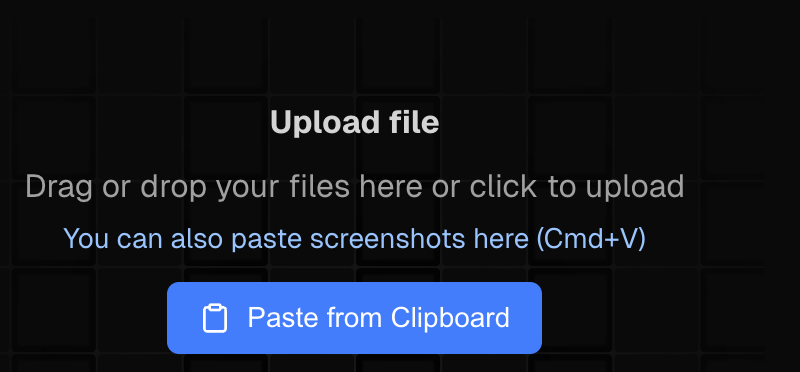 Upload file
Drag or drop your files here or click to upload
You can also paste screenshots here (Cmd+V)
Paste from Clipboard